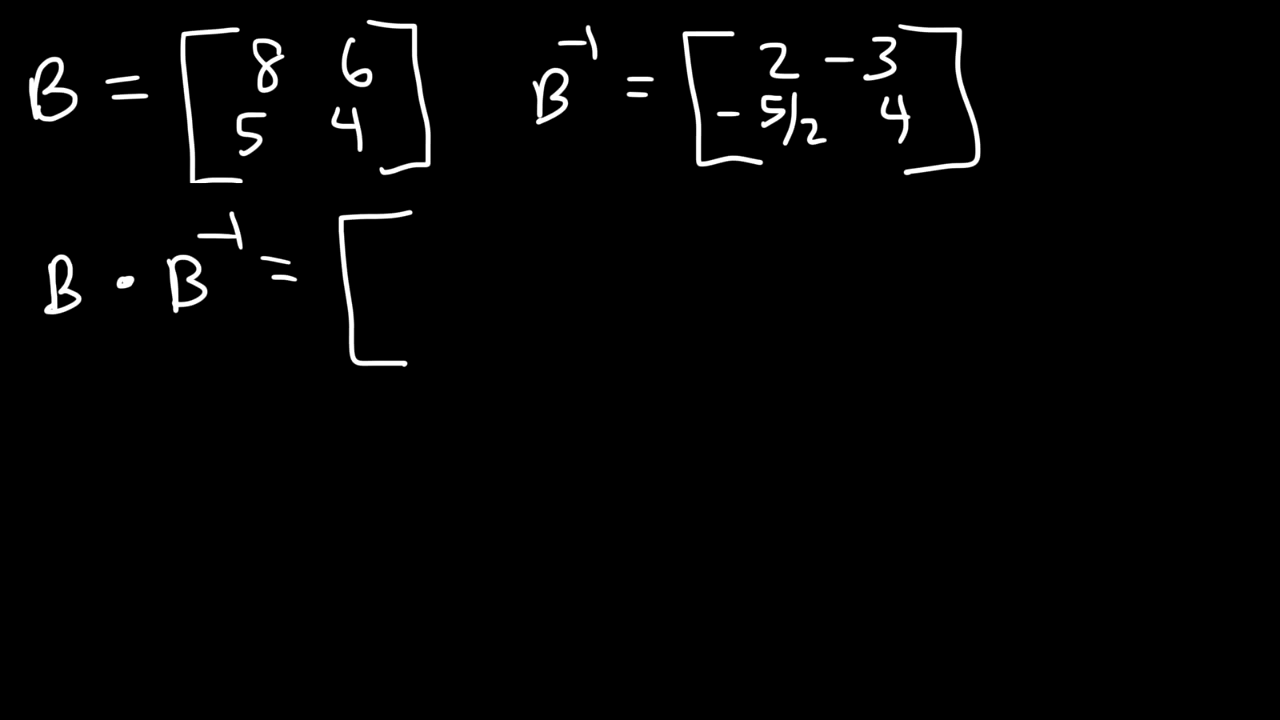 B = [ 8 6 B⁻¹ = [ 2 -3
5 4 ] -5/2 4 ]
B · B⁻¹ = [